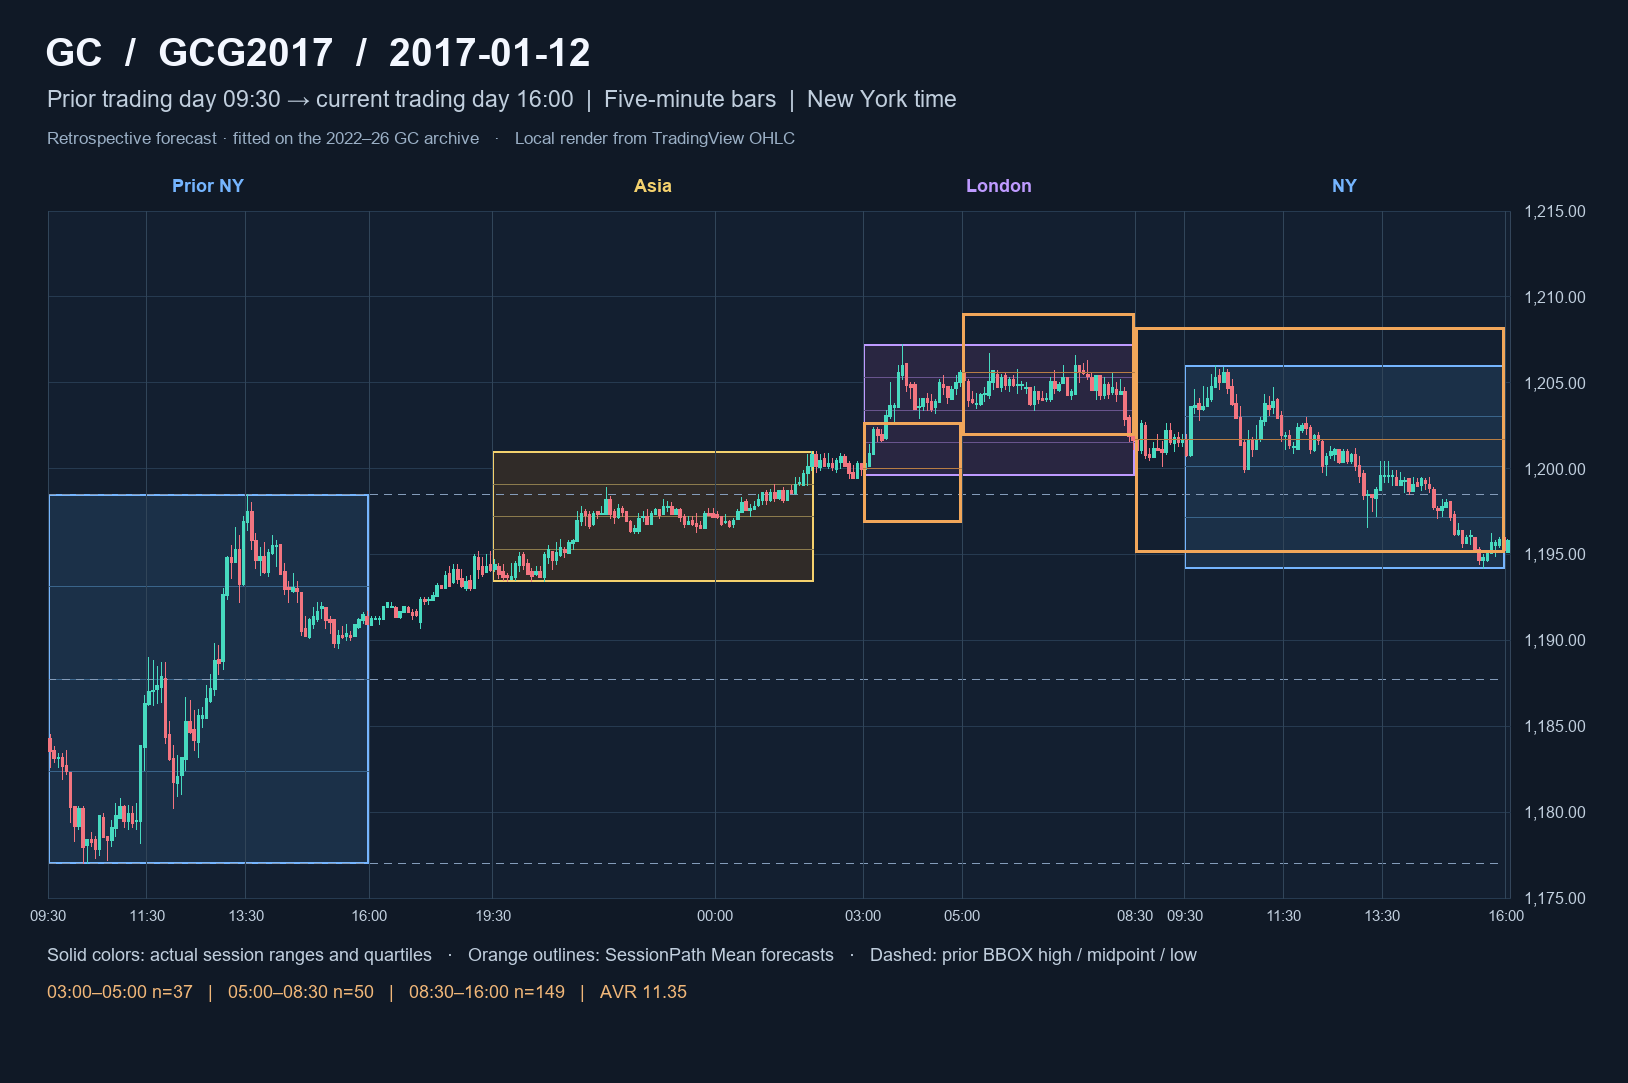 GC / GCG2017 / 2017-01-12
Prior trading day 09:30 → current trading day 16:00 | Five-minute bars | New York time
Retrospective forecast · fitted on the 2022–26 GC archive · Local render from TradingView OHLC
Prior NY Asia London NY
1,215.00
1,210.00
1,205.00
1,200.00
1,195.00
1,190.00
1,185.00
1,180.00
1,175.00
09:30 11:30 13:30 16:00 19:30 00:00 03:00 05:00 08:30 09:30 11:30 13:30 16:00
Solid colors: actual session ranges and quartiles · Orange outlines: SessionPath Mean forecasts · Dashed: prior BBOX high / midpoint / low
03:00–05:00 n=37 | 05:00–08:30 n=50 | 08:30–16:00 n=149 | AVR 11.35